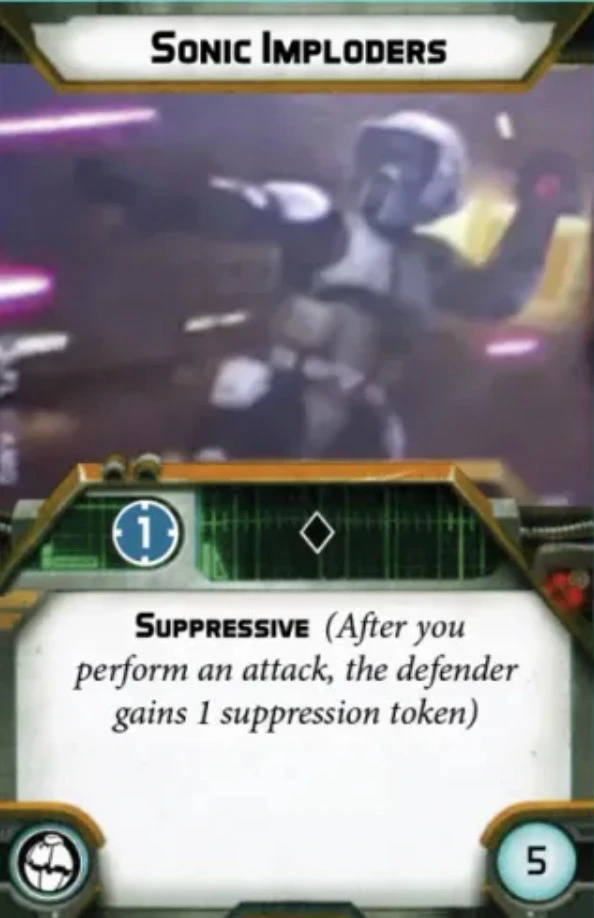 SONIC IMPLODERS
1
SUPPRESSIVE (After you
perform an attack, the defender
gains 1 suppression token)
5